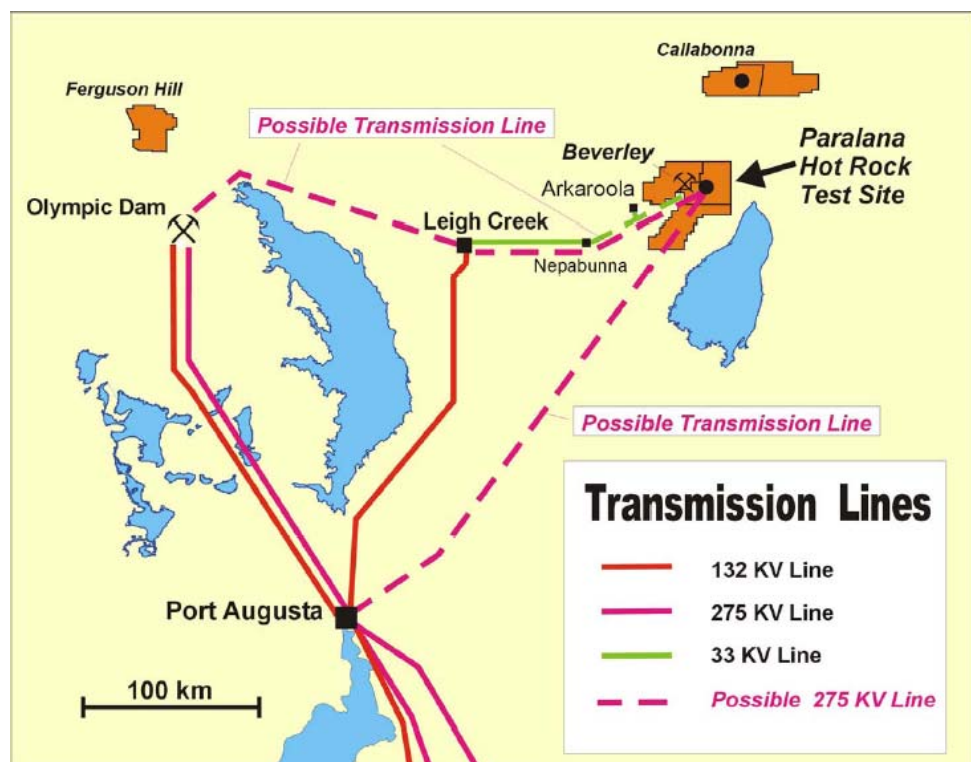 Callabonna
Ferguson Hill
Possible Transmission Line
Beverley
Paralana
Hot Rock
Test Site
Arkaroola
Olympic Dam
Leigh Creek
Nepabunna
Possible Transmission Line
Transmission Lines
132 KV Line
Port Augusta
275 KV Line
33 KV Line
100 km
Possible 275 KV Line